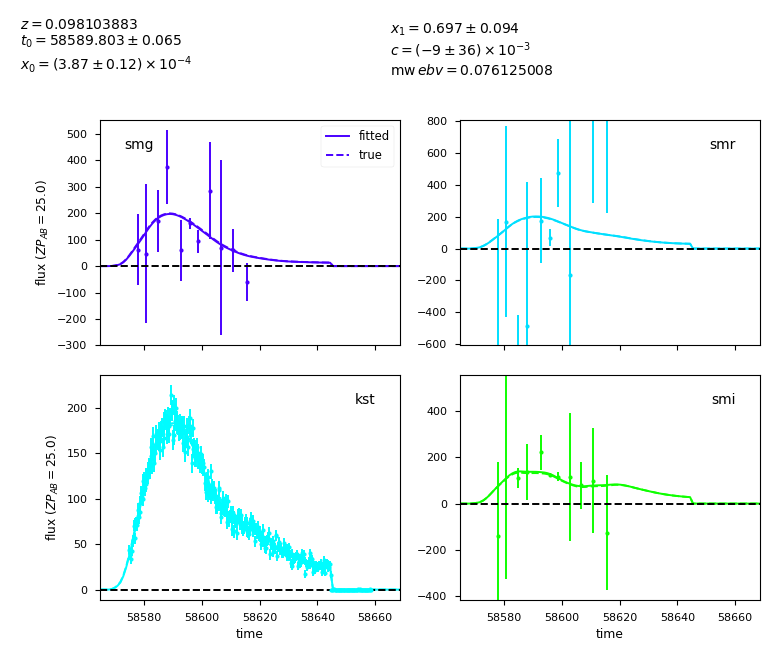 z = 0.098103883
t₀ = 58589.803 ± 0.065
x₀ = (3.87 ± 0.12) × 10⁻⁴
x₁ = 0.697 ± 0.094
c = (−9 ± 36) × 10⁻³
mw ebv = 0.076125008
smg
fitted
true
500
400
300
200
100
0
−100
−200
−300
flux (ZP_AB = 25.0)
smr
800
600
400
200
0
−200
−400
−600
kst
200
150
100
50
0
flux (ZP_AB = 25.0)
58580 58600 58620 58640 58660
time
smi
400
200
0
−200
−400
58580 58600 58620 58640 58660
time